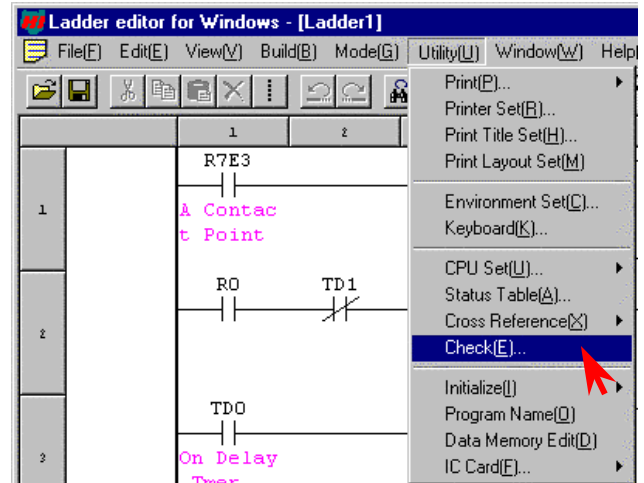 Ladder editor for Windows - [Ladder1]
File(F) Edit(E) View(V) Build(B) Mode(G) Utility(U) Window(W) Help
1 2
R7E3
1
A Contac
t Point
R0 TD1
2
TD0
3
On Delay
Tmer
Print(P)...
Printer Set(R)...
Print Title Set(H)...
Print Layout Set(M)
Environment Set(C)...
Keyboard(K)...
CPU Set(U)...
Status Table(A)...
Cross Reference(X)
Check(E)...
Initialize(I)
Program Name(O)
Data Memory Edit(D)
IC Card(F)...